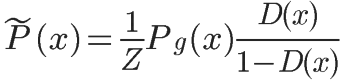 P̃(x) = 1/Z P_g(x) D(x)/(1−D(x))